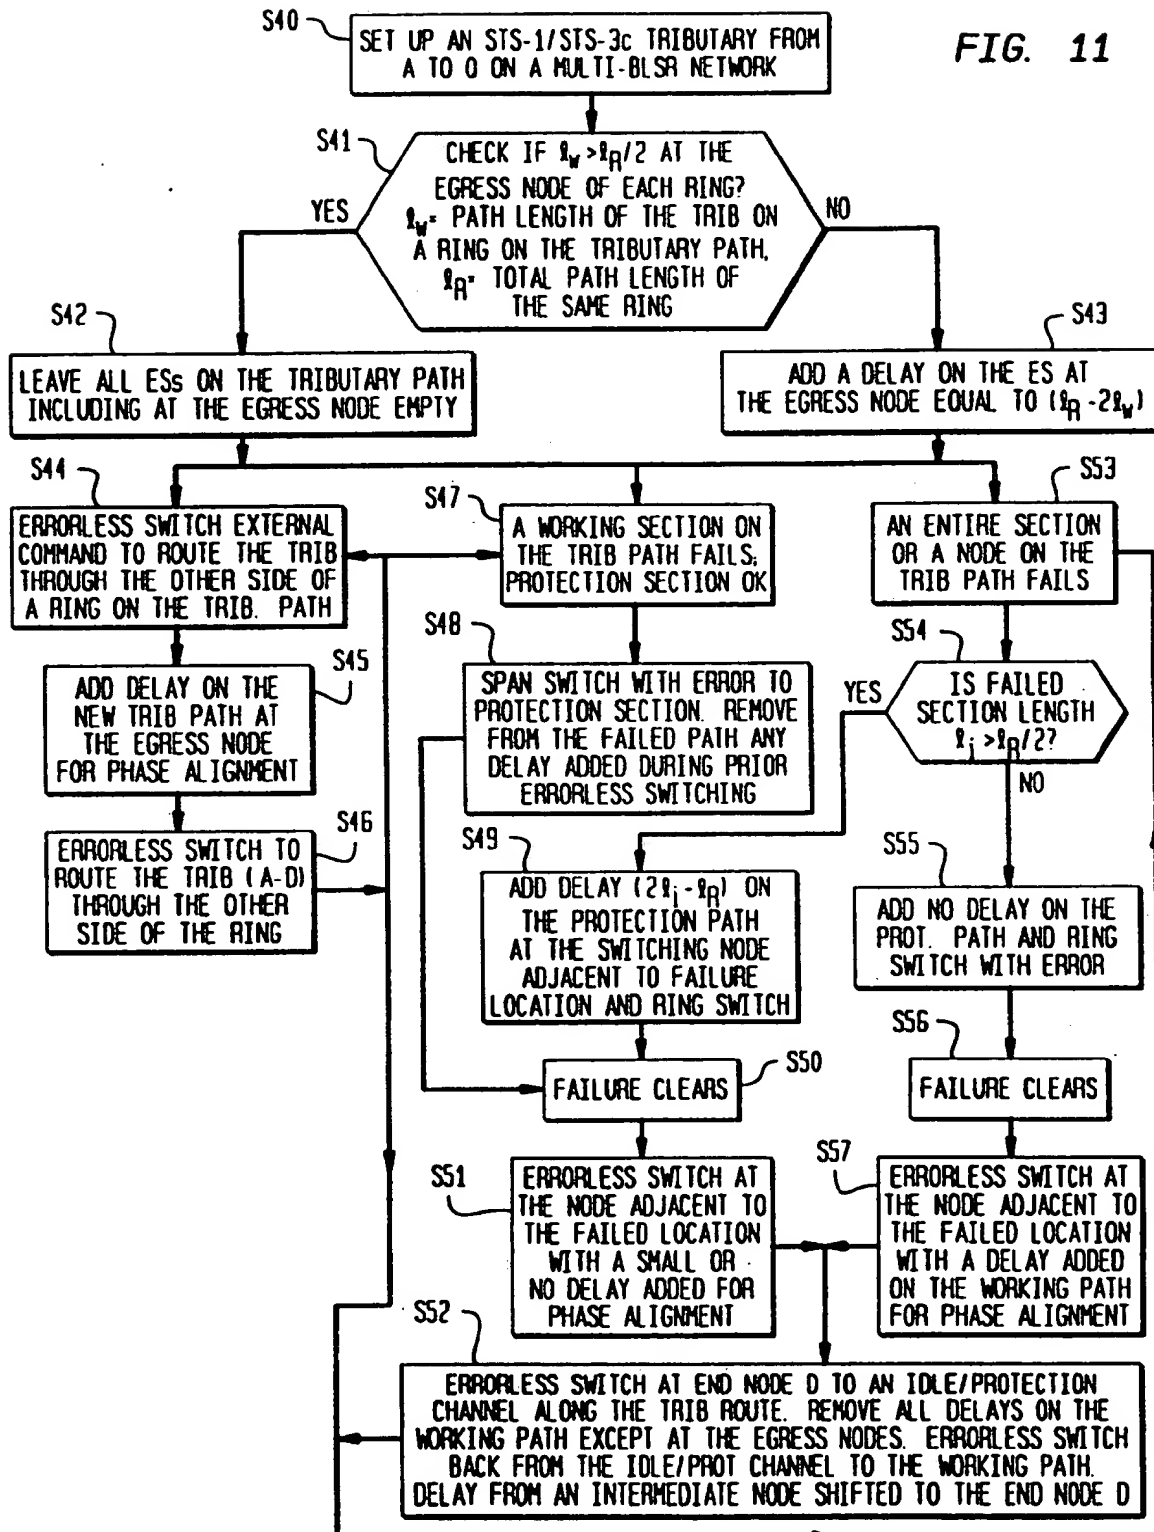 FIG. 11
S40
SET UP AN STS-1/STS-3c TRIBUTARY FROM
A TO Q ON A MULTI-BLSR NETWORK
S41
CHECK IF ℓW>ℓR/2 AT THE
EGRESS NODE OF EACH RING?
ℓW= PATH LENGTH OF THE TRIB ON
A RING ON THE TRIBUTARY PATH,
ℓR= TOTAL PATH LENGTH OF
THE SAME RING
YES
NO
S42
LEAVE ALL ESs ON THE TRIBUTARY PATH
INCLUDING AT THE EGRESS NODE EMPTY
S43
ADD A DELAY ON THE ES AT
THE EGRESS NODE EQUAL TO (ℓR-2ℓW)
S44
ERRORLESS SWITCH EXTERNAL
COMMAND TO ROUTE THE TRIB
THROUGH THE OTHER SIDE OF
A RING ON THE TRIB. PATH
S45
ADD DELAY ON THE
NEW TRIB PATH AT
THE EGRESS NODE
FOR PHASE ALIGNMENT
S46
ERRORLESS SWITCH TO
ROUTE THE TRIB (A-D)
THROUGH THE OTHER
SIDE OF THE RING
S47
A WORKING SECTION ON
THE TRIB PATH FAILS;
PROTECTION SECTION OK
S48
SPAN SWITCH WITH ERROR TO
PROTECTION SECTION. REMOVE
FROM THE FAILED PATH ANY
DELAY ADDED DURING PRIOR
ERRORLESS SWITCHING
S53
AN ENTIRE SECTION
OR A NODE ON THE
TRIB PATH FAILS
S54
IS FAILED
SECTION LENGTH
ℓi>ℓR/2?
YES
NO
S49
ADD DELAY (2ℓi-ℓR) ON
THE PROTECTION PATH
AT THE SWITCHING NODE
ADJACENT TO FAILURE
LOCATION AND RING SWITCH
S55
ADD NO DELAY ON THE
PROT. PATH AND RING
SWITCH WITH ERROR
S50
FAILURE CLEARS
S56
FAILURE CLEARS
S51
ERRORLESS SWITCH AT
THE NODE ADJACENT TO
THE FAILED LOCATION
WITH A SMALL OR
NO DELAY ADDED FOR
PHASE ALIGNMENT
S57
ERRORLESS SWITCH AT
THE NODE ADJACENT TO
THE FAILED LOCATION
WITH A DELAY ADDED
ON THE WORKING PATH
FOR PHASE ALIGNMENT
S52
ERRORLESS SWITCH AT END NODE D TO AN IDLE/PROTECTION
CHANNEL ALONG THE TRIB ROUTE. REMOVE ALL DELAYS ON THE
WORKING PATH EXCEPT AT THE EGRESS NODES. ERRORLESS SWITCH
BACK FROM THE IDLE/PROT CHANNEL TO THE WORKING PATH.
DELAY FROM AN INTERMEDIATE NODE SHIFTED TO THE END NODE D